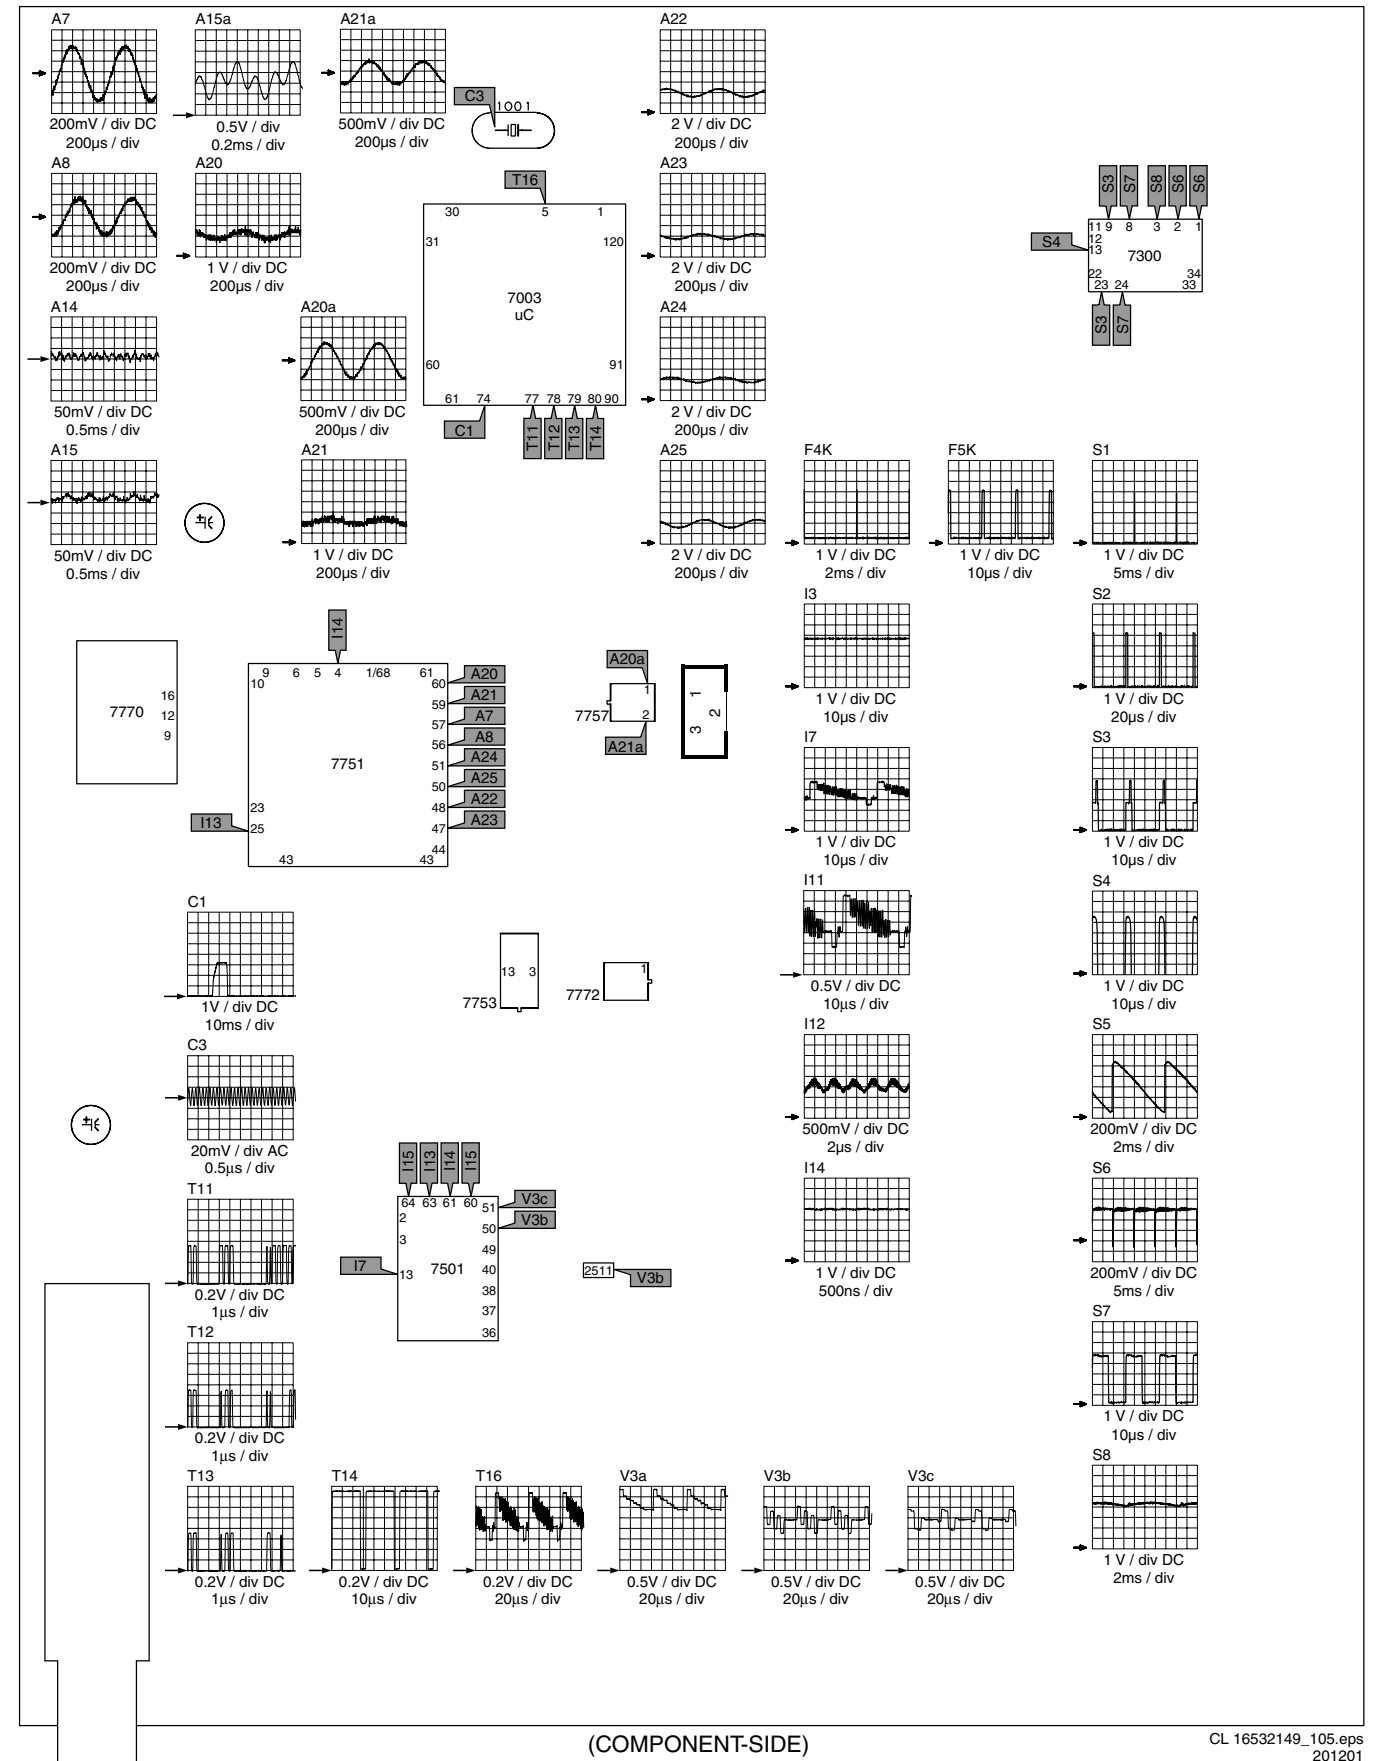 A7
200mV / div DC
200µs / div
A15a
0.5V / div
0.2ms / div
A21a
500mV / div DC
200µs / div
C3
1001
A22
2 V / div DC
200µs / div
A8
200mV / div DC
200µs / div
A20
1 V / div DC
200µs / div
T16
30 5 1
31 120
7003
uC
60 91
61 74 77 78 79 80 90
C1 T11 T12 T13 T14
A23
2 V / div DC
200µs / div
S3 S7 S8 S6 S6
11 9 8 3 2 1
12
13
S4
7300
22 34
23 24 33
S3 S7
A14
50mV / div DC
0.5ms / div
A20a
500mV / div DC
200µs / div
A24
2 V / div DC
200µs / div
A15
50mV / div DC
0.5ms / div
A21
1 V / div DC
200µs / div
A25
2 V / div DC
200µs / div
F4K
1 V / div DC
2ms / div
F5K
1 V / div DC
10µs / div
S1
1 V / div DC
5ms / div
I3
1 V / div DC
10µs / div
S2
1 V / div DC
20µs / div
7770
16
12
9
I14
9 6 5 4 1/68 61
10 60 A20
59 A21
57 A7
56 A8
7751
51 A24
50 A25
23 48 A22
I13 25 47 A23
44
43 43
A20a
1
7757 2
A21a
1
2
3
I7
1 V / div DC
10µs / div
S3
1 V / div DC
10µs / div
C1
1V / div DC
10ms / div
13 3
7753
1
7772
I11
0.5V / div DC
10µs / div
S4
1 V / div DC
10µs / div
C3
20mV / div AC
0.5µs / div
I12
500mV / div DC
2µs / div
S5
200mV / div DC
2ms / div
I15 I13 I14 I15
64 63 61 60 51 V3c
2 50 V3b
3 49
I7 13 7501 40
38
37
36
2511 V3b
I14
1 V / div DC
500ns / div
S6
200mV / div DC
5ms / div
T11
0.2V / div DC
1µs / div
T12
0.2V / div DC
1µs / div
S7
1 V / div DC
10µs / div
T13
0.2V / div DC
1µs / div
T14
0.2V / div DC
10µs / div
T16
0.2V / div DC
20µs / div
V3a
0.5V / div DC
20µs / div
V3b
0.5V / div DC
20µs / div
V3c
0.5V / div DC
20µs / div
S8
1 V / div DC
2ms / div
(COMPONENT-SIDE)
CL 16532149_105.eps
201201